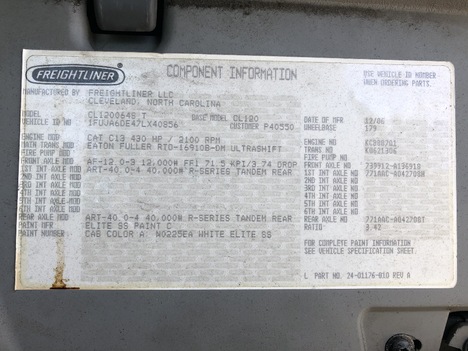 FREIGHTLINER
COMPONENT INFORMATION
USE VEHICLE ID NUMBER
WHEN ORDERING PARTS.
MANUFACTURED BY FREIGHTLINER LLC
CLEVELAND, NORTH CAROLINA
MODEL CL120064S T BASE MODEL CL120 DATE OF MFR 12/06
VEHICLE ID NO 1FUJA6DE47LX40856 CUSTOMER P40550 WHEELBASE 179
ENGINE MOD CAT C13 430 HP / 2100 RPM ENGINE NO KCB88701
MAIN TRANS MOD EATON FULLER RTO-16910B-DM ULTRASHIFT TRANS NO K0621306
FIRE PUMP MOD FIRE PUMP NO
FRONT AXLE MOD AF-12.0-3 12,000# FF1 71.5 KPI/3.74 DROP FRONT AXLE NO
1ST INT AXLE MOD ART-40.0-4 40,000# R-SERIES TANDEM REAR 1ST INT AXLE NO
2ND INT AXLE MOD 2ND INT AXLE NO
3RD INT AXLE MOD 3RD INT AXLE NO
4TH INT AXLE MOD 4TH INT AXLE NO
5TH INT AXLE MOD 5TH INT AXLE NO
6TH INT AXLE MOD 6TH INT AXLE NO
REAR AXLE MOD ART-40.0-4 40,000# R-SERIES TANDEM REAR REAR AXLE NO
PAINT MFR ELITE SS PAINT C RATIO 3.42
PAINT NUMBER CAB COLOR A: N0225EA WHITE ELITE SS
FOR COMPLETE PAINT INFORMATION
SEE VEHICLE SPECIFICATION SHEET.
PART NO. 24-01176-010 REV A